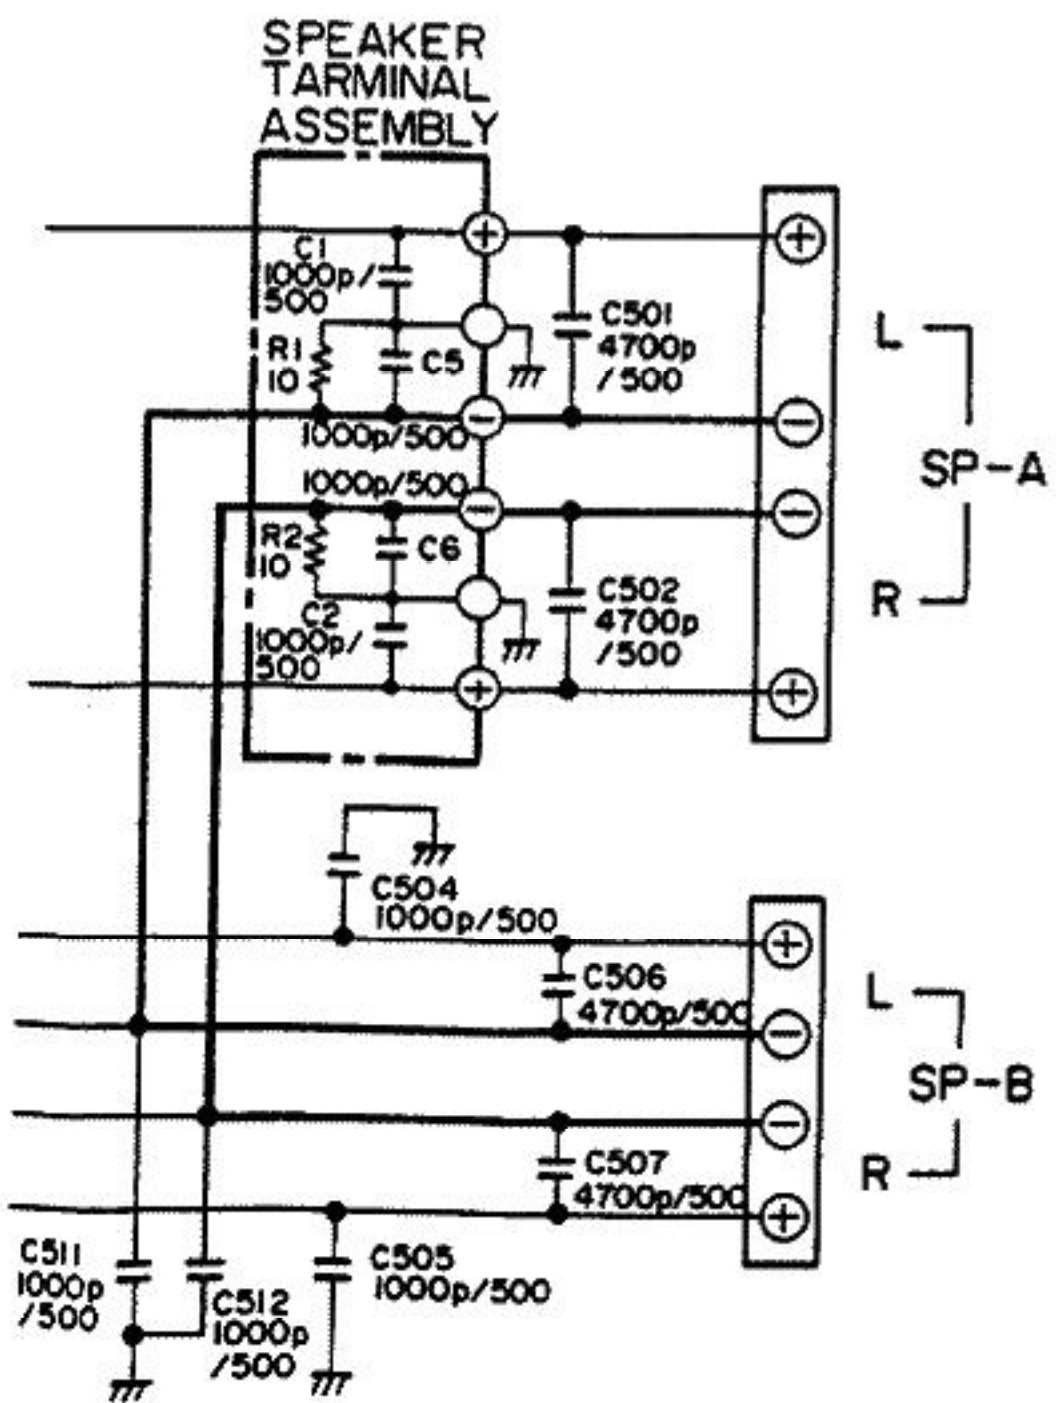 SPEAKER
TARMINAL
ASSEMBLY
+
+
C1
1000p/
500
C501
4700p
/500
L
R1
10
C5
1000p/500
−
−
SP-A
1000p/500
−
−
R2
10
C6
C502
4700p
/500
R
C2
1000p/
500
+
+
C504
1000p/500
+
C506
4700p/500
L
−
SP-B
−
C507
4700p/500
R
+
C511
1000p
/500
C512
1000p
/500
C505
1000p/500